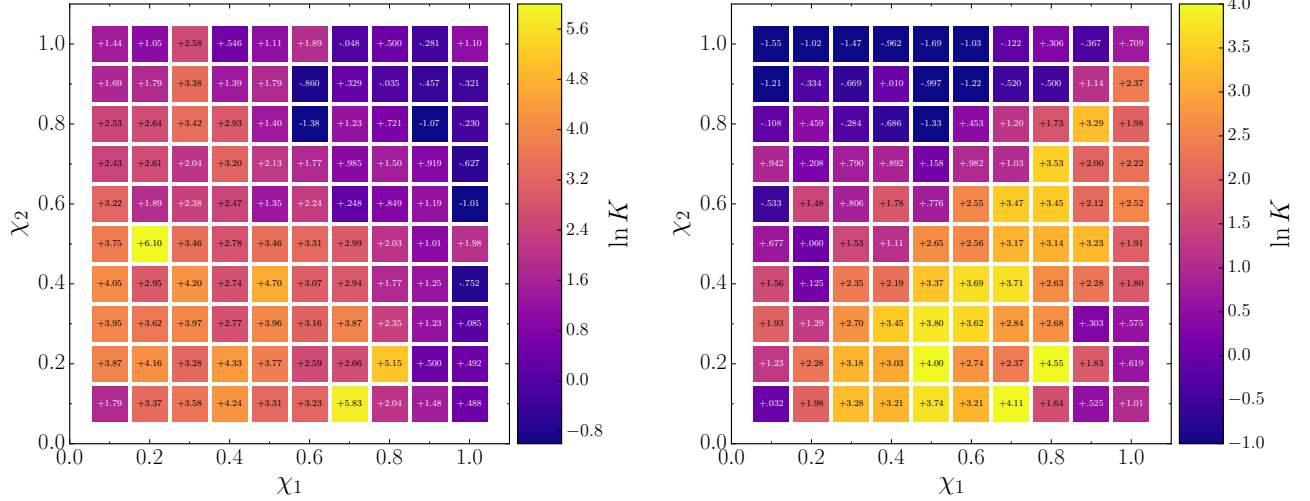 1.0 +1.44 +1.05 +2.58 +.546 +1.11 +1.89 -.048 +.500 -.281 +1.10
+1.69 +1.79 +3.38 +1.39 +1.79 -.860 +.329 -.035 -.457 -.321
0.8 +2.53 +2.64 +3.42 +2.93 +1.40 -1.38 +1.23 +.721 -1.07 -.230
+2.43 +2.61 +2.04 +3.20 +2.13 +1.77 +.985 +1.50 +.919 -.627
0.6 +3.22 +1.89 +2.38 +2.47 +1.35 +2.24 +.248 +.849 +1.19 -1.01
+3.75 +6.10 +3.46 +2.78 +3.46 +3.31 +2.99 +2.03 +1.01 +1.98
0.4 +4.05 +2.95 +4.20 +2.74 +4.70 +3.07 +2.94 +1.77 +1.25 -.752
+3.95 +3.62 +3.97 +2.77 +3.96 +3.16 +3.87 +2.35 +1.23 +.085
0.2 +3.87 +4.16 +3.28 +4.33 +3.77 +2.59 +2.66 +5.15 +.500 +.492
+1.79 +3.37 +3.58 +4.24 +3.31 +3.23 +5.83 +2.04 +1.48 +.488
0.0
0.0 0.2 0.4 0.6 0.8 1.0
χ1
χ2
5.6
4.8
4.0
3.2
2.4
1.6
0.8
0.0
−0.8
ln K
1.0 -1.55 -1.02 -1.47 -.962 -1.69 -1.03 -.122 +.306 -.367 +.709
-1.21 -.334 -.669 +.010 -.997 -1.22 -.520 -.500 +1.14 +2.37
0.8 -.108 +.459 -.284 -.686 -1.33 +.453 +1.20 +1.73 +3.29 +1.98
+.942 +.208 +.790 +.892 +.158 +.982 +1.03 +3.53 +2.00 +2.22
0.6 -.533 +1.48 +.806 +1.78 +.776 +2.55 +3.47 +3.45 +2.12 +2.52
+.677 +.060 +1.53 +1.11 +2.65 +2.56 +3.17 +3.14 +3.23 +1.91
0.4 +1.56 +.125 +2.35 +2.19 +3.37 +3.69 +3.71 +2.63 +2.28 +1.80
+1.93 +1.29 +2.70 +3.45 +3.80 +3.62 +2.84 +2.68 +.303 +.575
0.2 +1.23 +2.28 +3.18 +3.03 +4.00 +2.74 +2.37 +4.55 +1.83 +.619
+.032 +1.98 +3.28 +3.21 +3.74 +3.21 +4.11 +1.64 +.525 +1.01
0.0
0.0 0.2 0.4 0.6 0.8 1.0
χ1
χ2
4.0
3.5
3.0
2.5
2.0
1.5
1.0
0.5
0.0
−0.5
−1.0
ln K